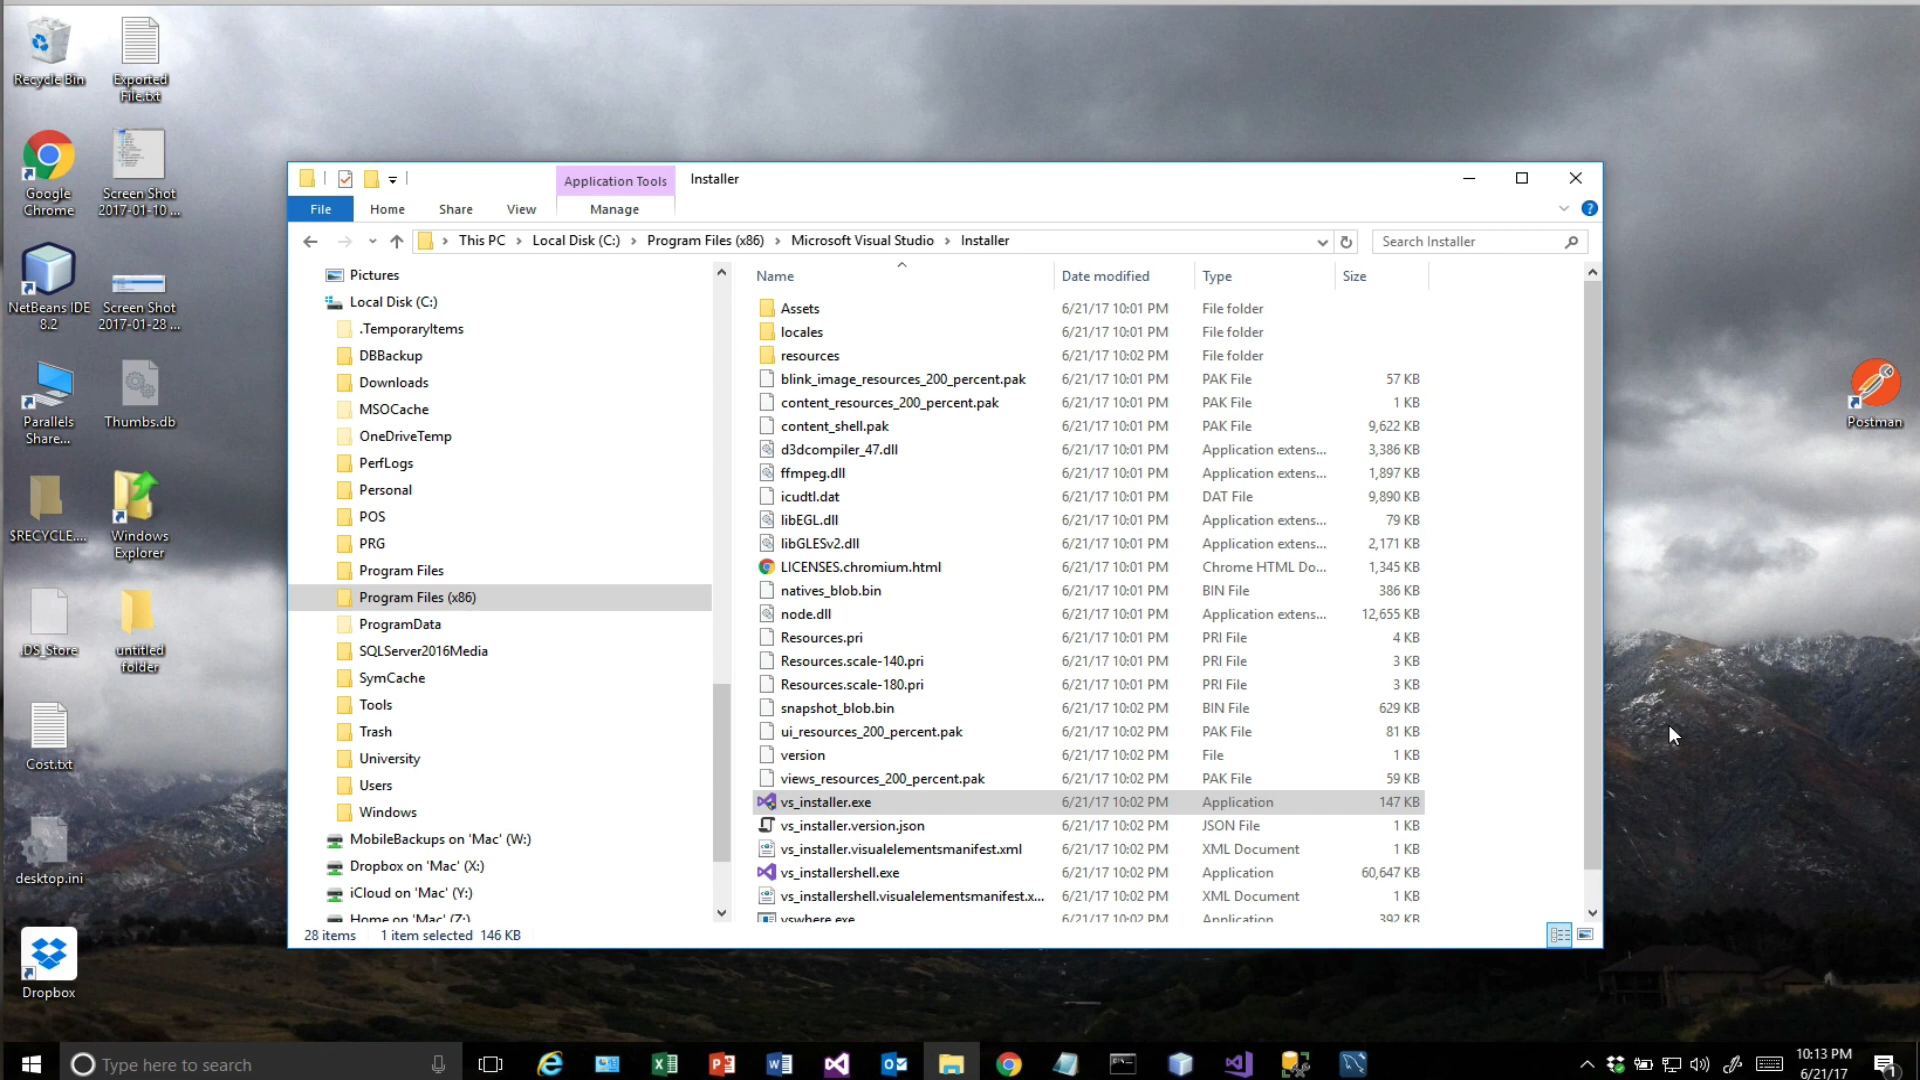 Recycle Bin
Exported
File.txt
Google
Chrome
Screen Shot
2017-01-10 ...
NetBeans IDE
8.2
Screen Shot
2017-01-28 ...
Parallels
Share...
Thumbs.db
$RECYCLE....
Windows
Explorer
.DS_Store
untitled
folder
Cost.txt
desktop.ini
Dropbox
Postman
Application Tools
Installer
File
Home
Share
View
Manage
This PC > Local Disk (C:) > Program Files (x86) > Microsoft Visual Studio > Installer
Search Installer
Pictures
Local Disk (C:)
.TemporaryItems
DBBackup
Downloads
MSOCache
OneDriveTemp
PerfLogs
Personal
POS
PRG
Program Files
Program Files (x86)
ProgramData
SQLServer2016Media
SymCache
Tools
Trash
University
Users
Windows
MobileBackups on 'Mac' (W:)
Dropbox on 'Mac' (X:)
iCloud on 'Mac' (Y:)
Home on 'Mac' (Z:)
Name Date modified Type Size
Assets 6/21/17 10:01 PM File folder
locales 6/21/17 10:01 PM File folder
resources 6/21/17 10:02 PM File folder
blink_image_resources_200_percent.pak 6/21/17 10:01 PM PAK File 57 KB
content_resources_200_percent.pak 6/21/17 10:01 PM PAK File 1 KB
content_shell.pak 6/21/17 10:01 PM PAK File 9,622 KB
d3dcompiler_47.dll 6/21/17 10:01 PM Application extens... 3,386 KB
ffmpeg.dll 6/21/17 10:01 PM Application extens... 1,897 KB
icudtl.dat 6/21/17 10:01 PM DAT File 9,890 KB
libEGL.dll 6/21/17 10:01 PM Application extens... 79 KB
libGLESv2.dll 6/21/17 10:01 PM Application extens... 2,171 KB
LICENSES.chromium.html 6/21/17 10:01 PM Chrome HTML Do... 1,345 KB
natives_blob.bin 6/21/17 10:01 PM BIN File 386 KB
node.dll 6/21/17 10:01 PM Application extens... 12,655 KB
Resources.pri 6/21/17 10:01 PM PRI File 4 KB
Resources.scale-140.pri 6/21/17 10:01 PM PRI File 3 KB
Resources.scale-180.pri 6/21/17 10:01 PM PRI File 3 KB
snapshot_blob.bin 6/21/17 10:02 PM BIN File 629 KB
ui_resources_200_percent.pak 6/21/17 10:02 PM PAK File 81 KB
version 6/21/17 10:02 PM File 1 KB
views_resources_200_percent.pak 6/21/17 10:02 PM PAK File 59 KB
vs_installer.exe 6/21/17 10:02 PM Application 147 KB
vs_installer.version.json 6/21/17 10:02 PM JSON File 1 KB
vs_installer.visualelementsmanifest.xml 6/21/17 10:02 PM XML Document 1 KB
vs_installershell.exe 6/21/17 10:02 PM Application 60,647 KB
vs_installershell.visualelementsmanifest.x... 6/21/17 10:02 PM XML Document 1 KB
vswhere.exe 6/21/17 10:02 PM Application 392 KB
28 items 1 item selected 146 KB
Type here to search
10:13 PM
6/21/17
1